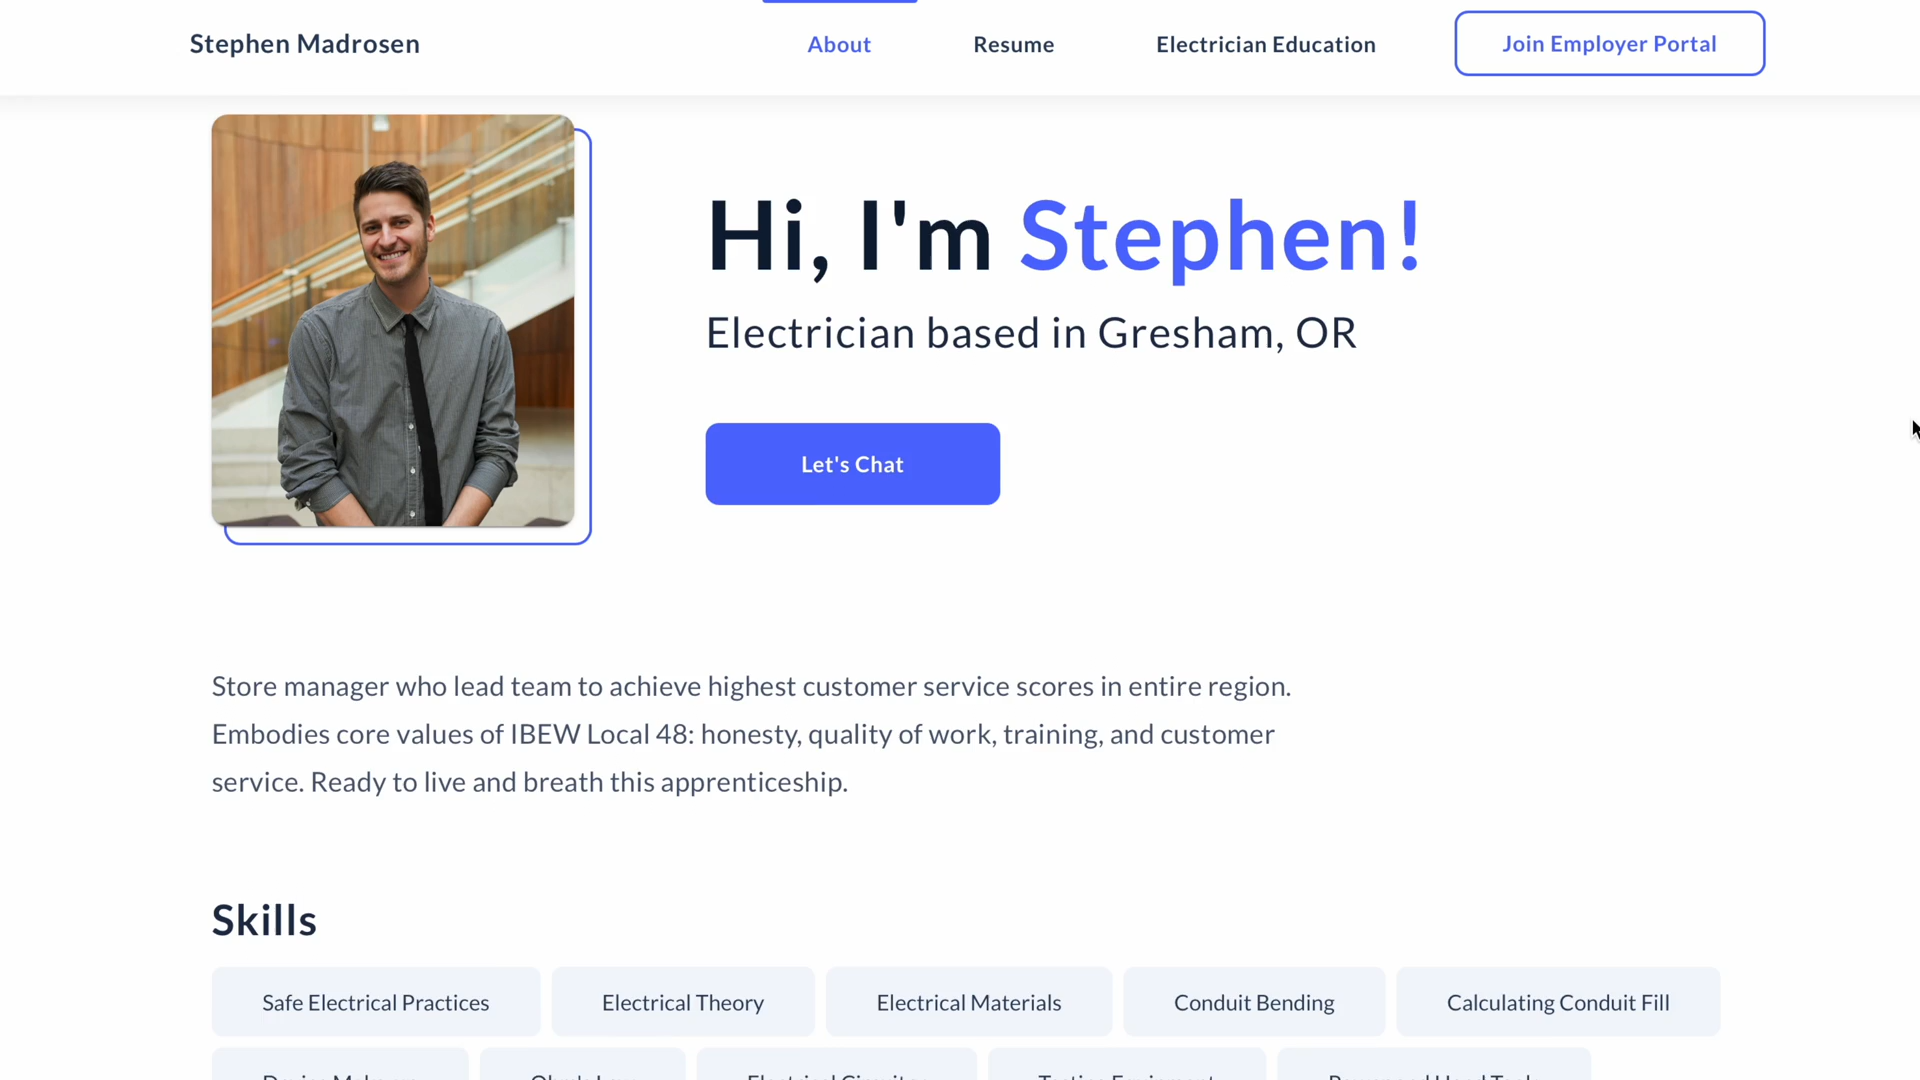 Stephen Madrosen
About
Resume
Electrician Education
Join Employer Portal
Hi, I'm Stephen!
Electrician based in Gresham, OR
Let's Chat
Store manager who lead team to achieve highest customer service scores in entire region.
Embodies core values of IBEW Local 48: honesty, quality of work, training, and customer
service. Ready to live and breath this apprenticeship.
Skills
Safe Electrical Practices
Electrical Theory
Electrical Materials
Conduit Bending
Calculating Conduit Fill